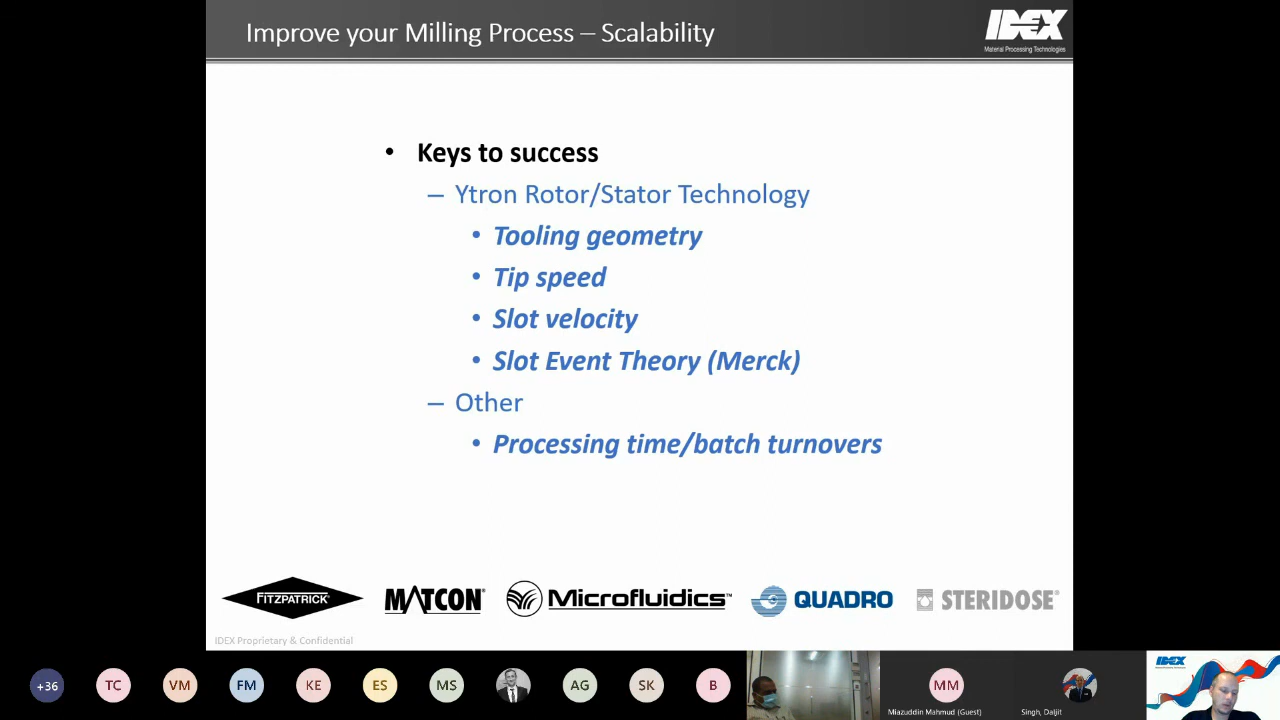 Improve your Milling Process – Scalability
IDEX
Material Processing Technologies
• Keys to success
– Ytron Rotor/Stator Technology
• Tooling geometry
• Tip speed
• Slot velocity
• Slot Event Theory (Merck)
– Other
• Processing time/batch turnovers
FITZPATRICK
MATCON®
Microfluidics™
QUADRO
STERIDOSE®
IDEX Proprietary & Confidential
+36
TC
VM
FM
KE
ES
MS
AG
SK
B
MM
Miazuddin Mahmud (Guest)
Singh, Daljit
IDEX